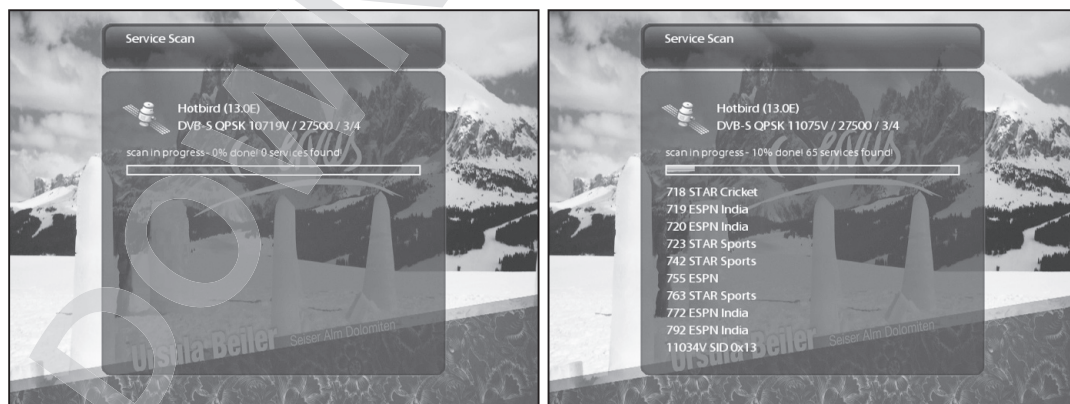 Service Scan
Hotbird (13.0E)
DVB-S QPSK 10719V / 27500 / 3/4
scan in progress - 0% done! 0 services found!
Ursula Beiler
Seiser Alm Dolomiten
Service Scan
Hotbird (13.0E)
DVB-S QPSK 11075V / 27500 / 3/4
scan in progress - 10% done! 65 services found!
718 STAR Cricket
719 ESPN India
720 ESPN India
723 STAR Sports
742 STAR Sports
755 ESPN
763 STAR Sports
772 ESPN India
792 ESPN India
11034V SID 0x13
Ursula Beiler
Seiser Alm Dolomiten